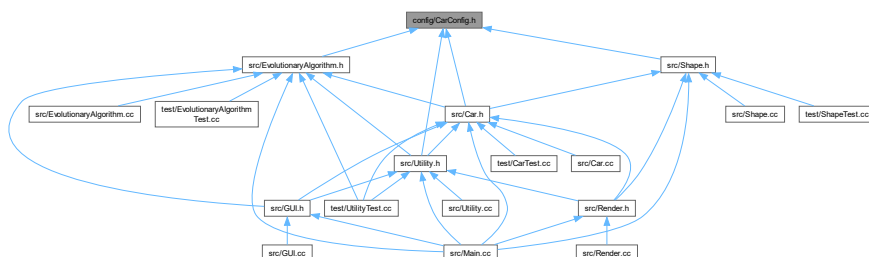 config/CarConfig.h
src/EvolutionaryAlgorithm.h
src/Shape.h
src/EvolutionaryAlgorithm.cc
test/EvolutionaryAlgorithm
Test.cc
src/Car.h
src/Shape.cc
test/ShapeTest.cc
src/Utility.h
test/CarTest.cc
src/Car.cc
src/GUI.h
test/UtilityTest.cc
src/Utility.cc
src/Render.h
src/GUI.cc
src/Main.cc
src/Render.cc